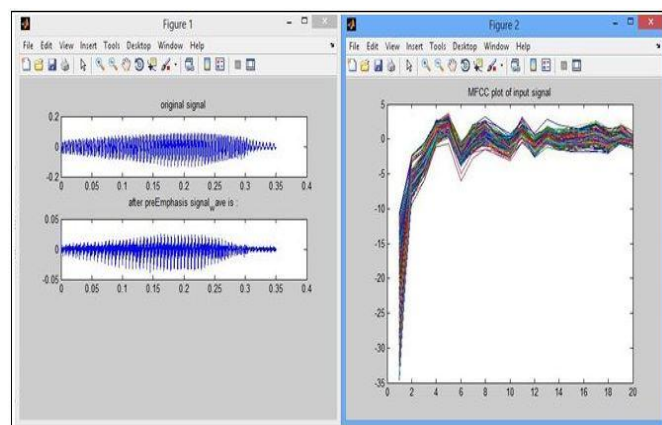 Figure 1
File Edit View Insert Tools Desktop Window Help
original signal
0.2
0
-0.2
0 0.05 0.1 0.15 0.2 0.25 0.3 0.35 0.4
after preEmphasis signal_wave is :
0.05
0
-0.05
0 0.05 0.1 0.15 0.2 0.25 0.3 0.35 0.4
Figure 2
File Edit View Insert Tools Desktop Window Help
MFCC plot of input signal
5
0
-5
-10
-15
-20
-25
-30
-35
0 2 4 6 8 10 12 14 16 18 20